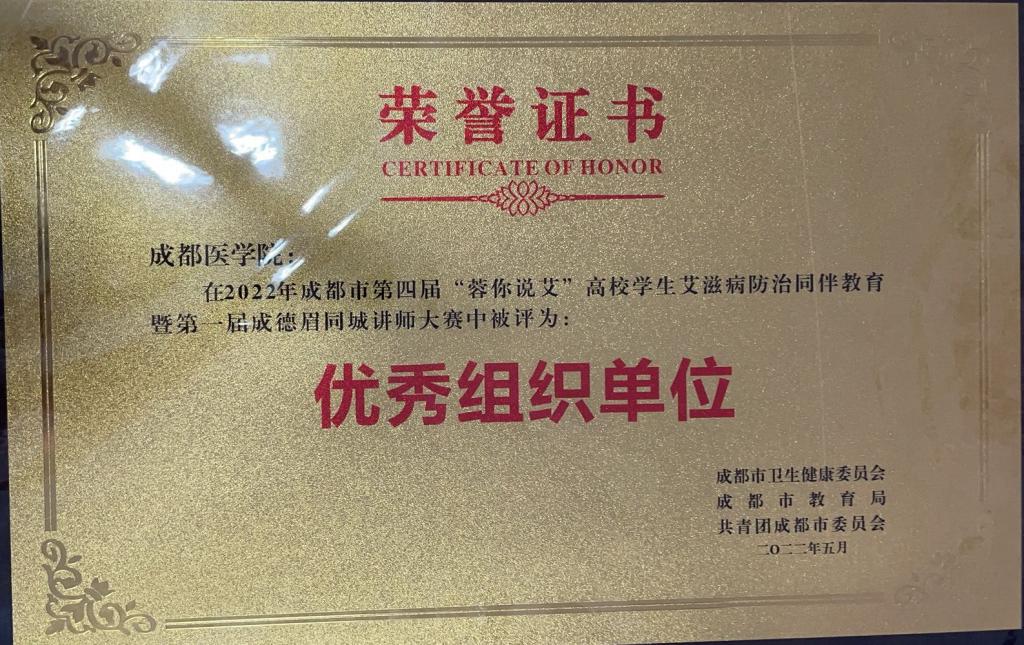 荣誉证书
CERTIFICATE OF HONOR
成都医学院：
在2022年成都市第四届“蓉你说艾”高校学生艾滋病防治同伴教育
暨第一届成德眉同城讲师大赛中被评为：
优秀组织单位
成都市卫生健康委员会
成都市教育局
共青团成都市委员会
二〇二二年五月